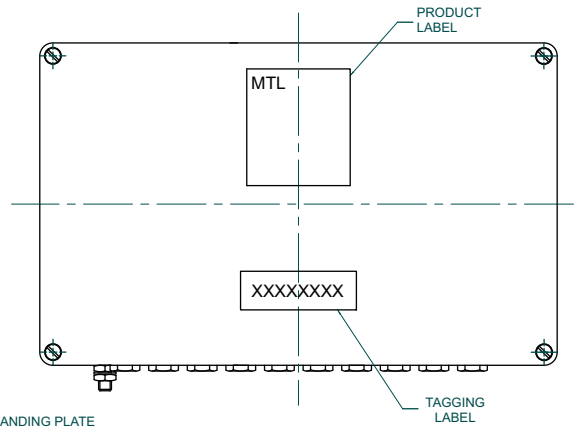 PRODUCT
LABEL
MTL
XXXXXXXX
TAGGING
LABEL
ANDING PLATE